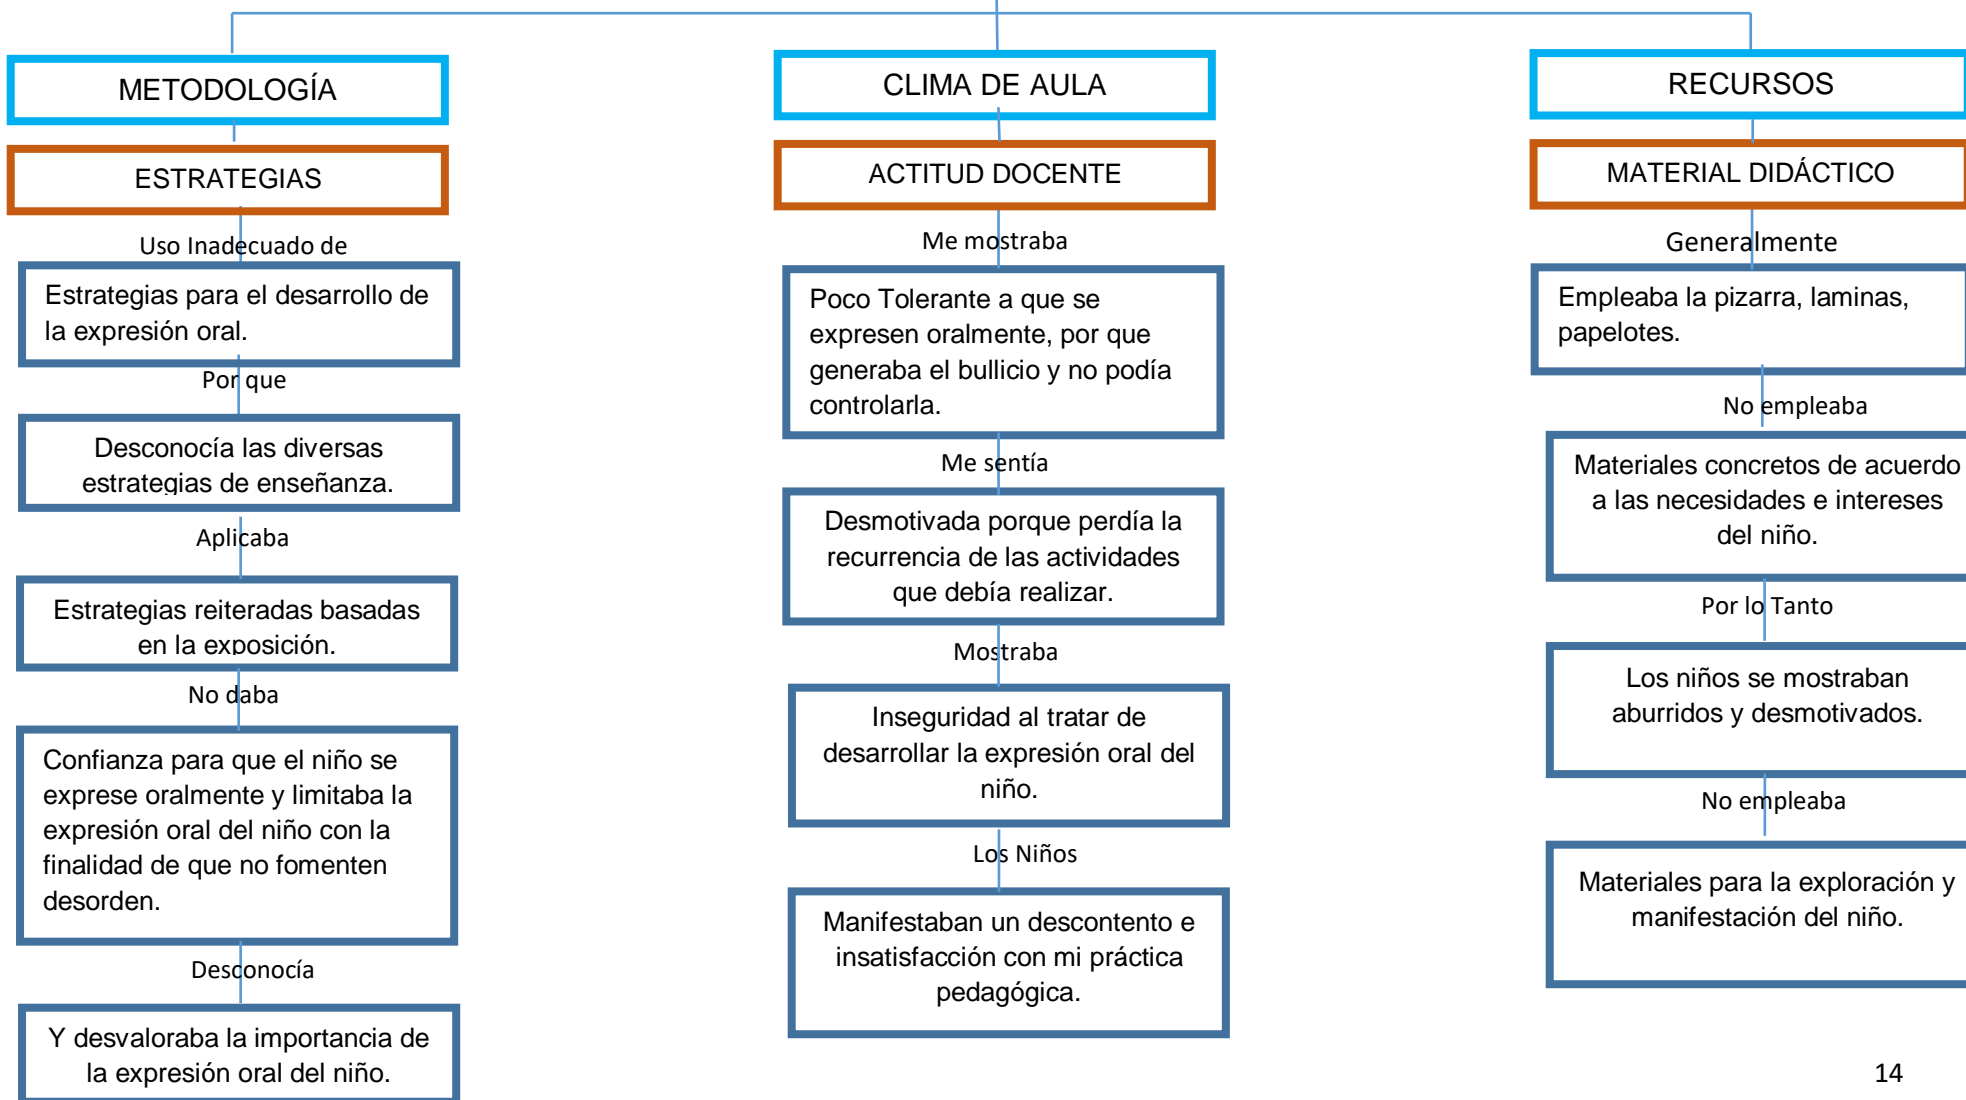 METODOLOGÍA
ESTRATEGIAS
Uso Inadecuado de
Estrategias para el desarrollo de
la expresión oral.
Por que
Desconocía las diversas
estrategias de enseñanza.
Aplicaba
Estrategias reiteradas basadas
en la exposición.
No daba
Confianza para que el niño se
exprese oralmente y limitaba la
expresión oral del niño con la
finalidad de que no fomenten
desorden.
Desconocía
Y desvaloraba la importancia de
la expresión oral del niño.
CLIMA DE AULA
ACTITUD DOCENTE
Me mostraba
Poco Tolerante a que se
expresen oralmente, por que
generaba el bullicio y no podía
controlarla.
Me sentía
Desmotivada porque perdía la
recurrencia de las actividades
que debía realizar.
Mostraba
Inseguridad al tratar de
desarrollar la expresión oral del
niño.
Los Niños
Manifestaban un descontento e
insatisfacción con mi práctica
pedagógica.
RECURSOS
MATERIAL DIDÁCTICO
Generalmente
Empleaba la pizarra, laminas,
papelotes.
No empleaba
Materiales concretos de acuerdo
a las necesidades e intereses
del niño.
Por lo Tanto
Los niños se mostraban
aburridos y desmotivados.
No empleaba
Materiales para la exploración y
manifestación del niño.
14